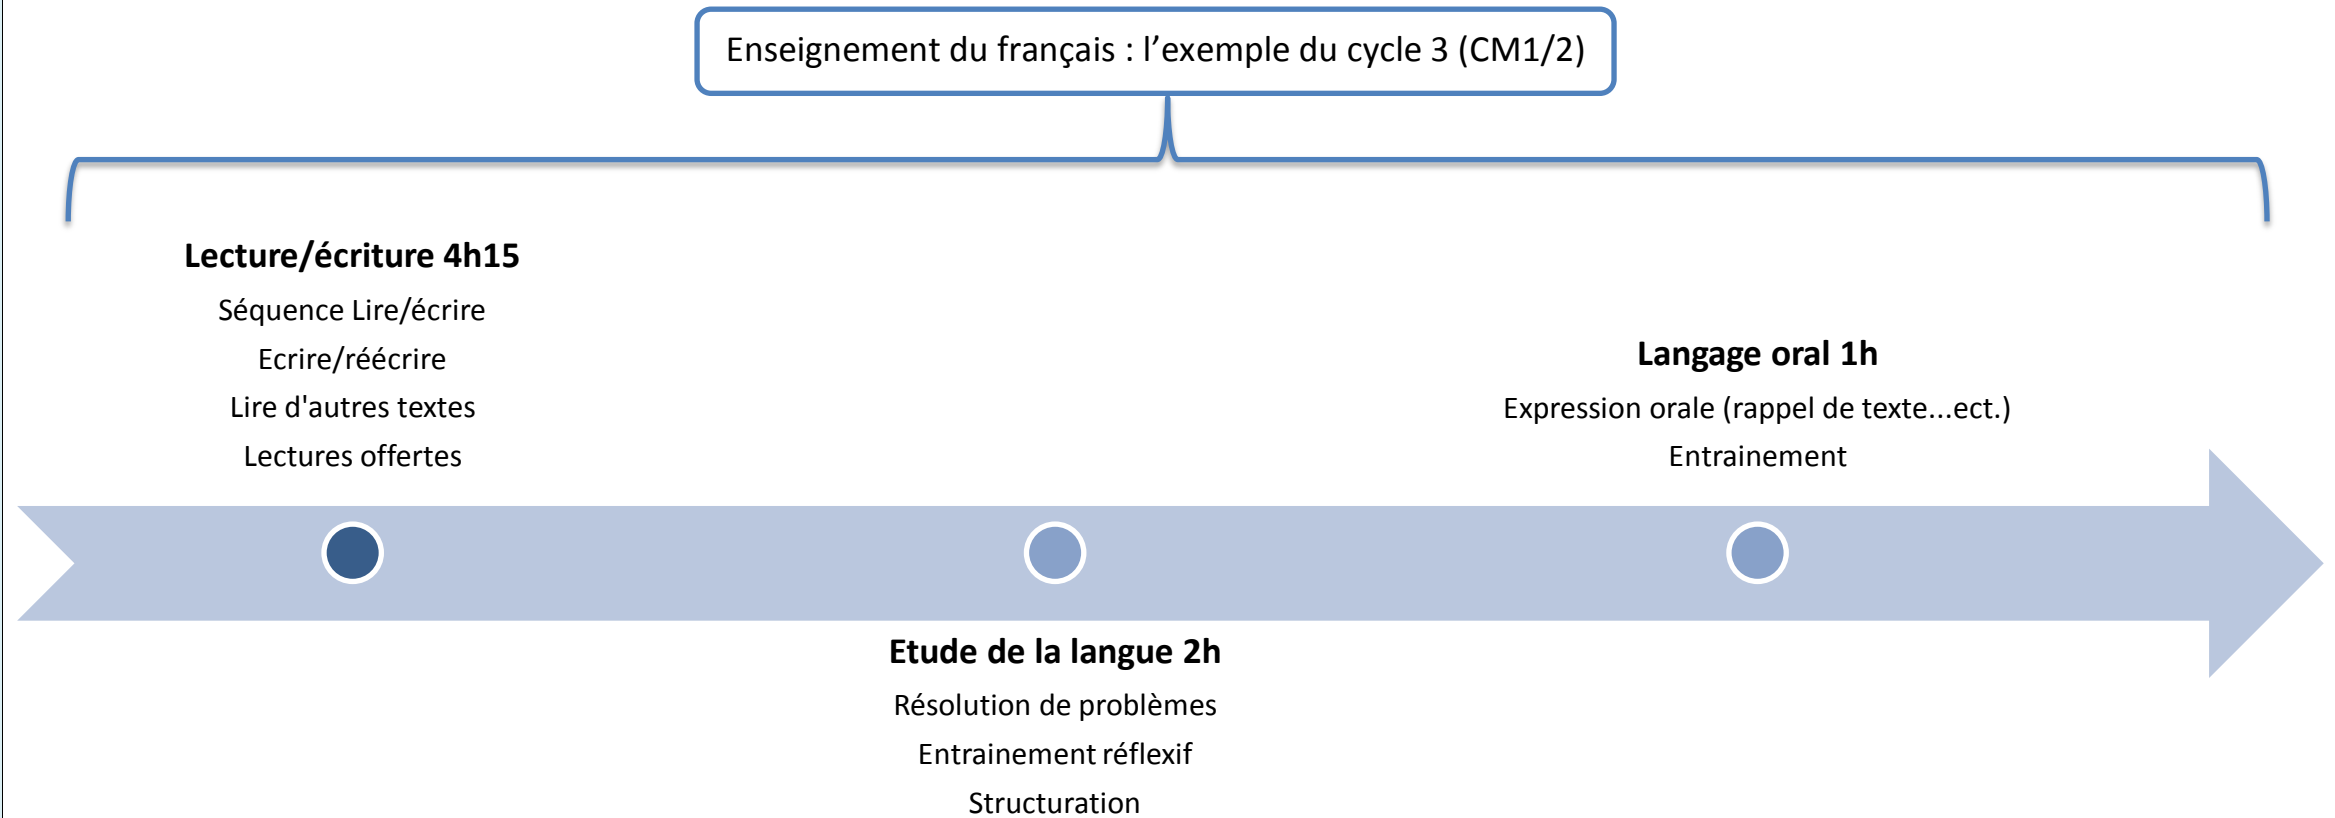 Enseignement du français : l'exemple du cycle 3 (CM1/2)
Lecture/écriture 4h15
Séquence Lire/écrire
Ecrire/réécrire
Lire d'autres textes
Lectures offertes
Langage oral 1h
Expression orale (rappel de texte...ect.)
Entrainement
Etude de la langue 2h
Résolution de problèmes
Entrainement réflexif
Structuration